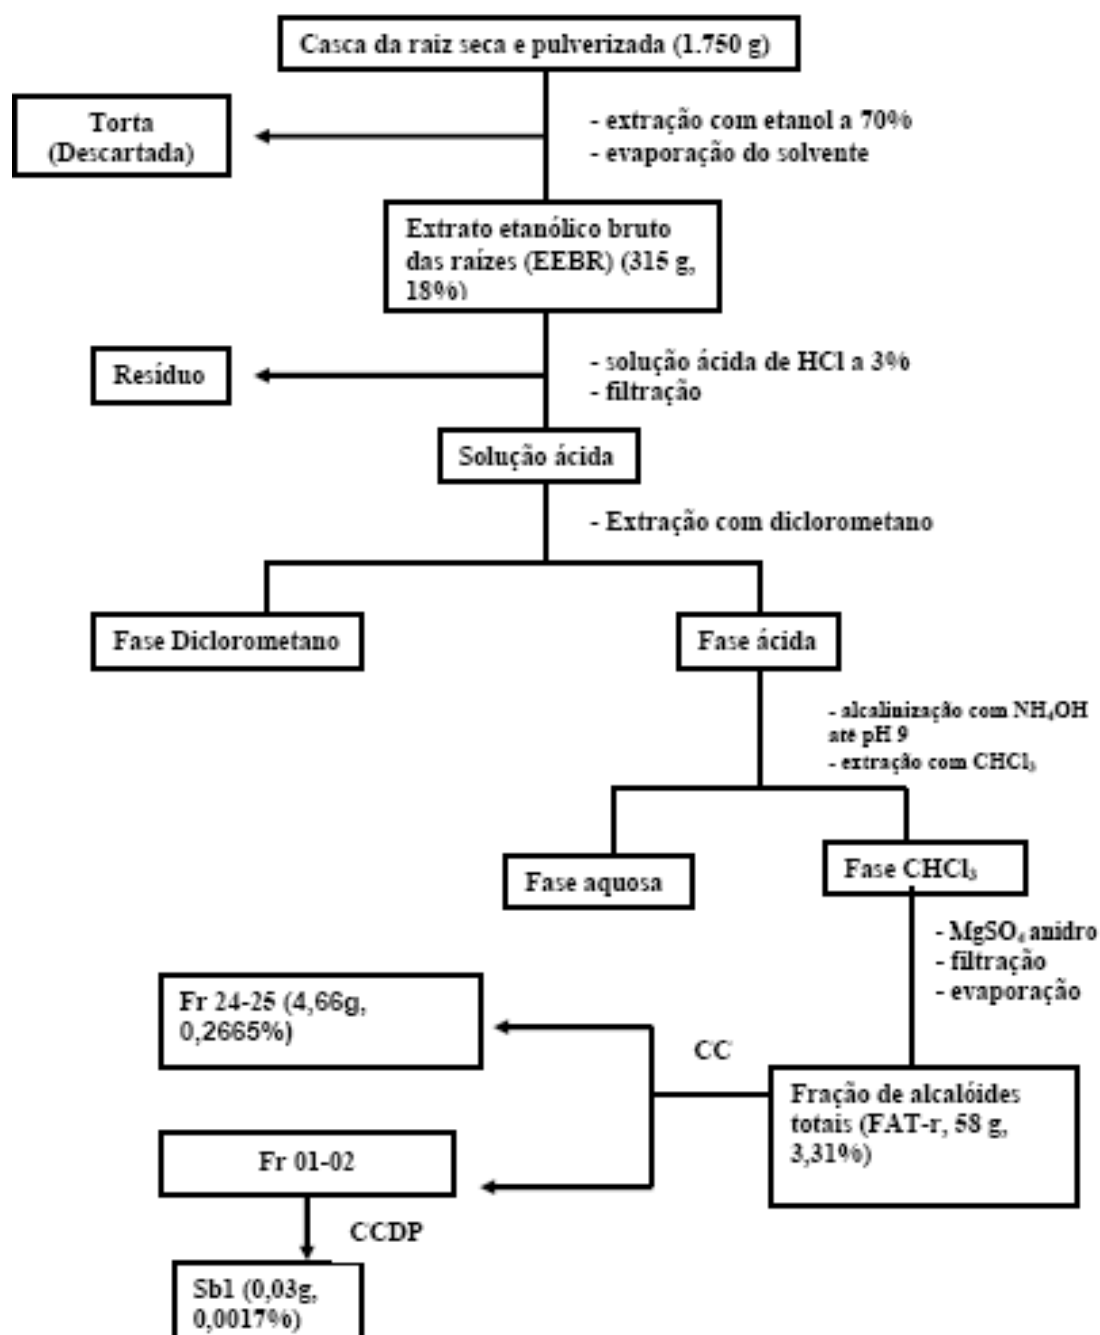 Casca da raiz seca e pulverizada (1.750 g)
Torta
(Descartada)
- extração com etanol a 70%
- evaporação do solvente
Extrato etanólico bruto
das raízes (EEBR) (315 g,
18%)
Resíduo
- solução ácida de HCl a 3%
- filtração
Solução ácida
- Extração com diclorometano
Fase Diclorometano
Fase ácida
- alcalinização com NH₄OH
até pH 9
- extração com CHCl₃
Fase aquosa
Fase CHCl₃
- MgSO₄ anidro
- filtração
- evaporação
Fr 24-25 (4,66g,
0,2665%)
CC
Fração de alcalóides
totais (FAT-r, 58 g,
3,31%)
Fr 01-02
CCDP
Sb1 (0,03g,
0,0017%)